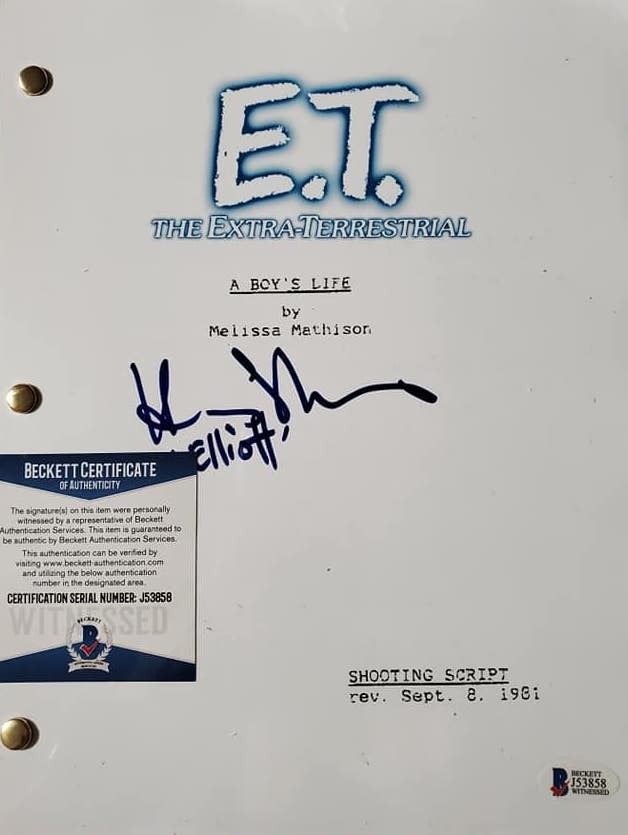 E.T.
THE EXTRA-TERRESTRIAL
A BOY'S LIFE
by
Melissa Mathison
Elliott
BECKETT CERTIFICATE
OF AUTHENTICITY
The signature(s) on this item were personally
witnessed by a representative of Beckett
Authentication Services. This item is guaranteed to
be authentic by Beckett Authentication Services.
This authentication can be verified by
visiting www.beckett-authentication.com
and utilizing the below authentication
number in the designated area.
CERTIFICATION SERIAL NUMBER: J53858
WITNESSED
BECKETT
B
SHOOTING SCRIPT
rev. Sept. 8, 1981
B
BECKETT
J53858
WITNESSED